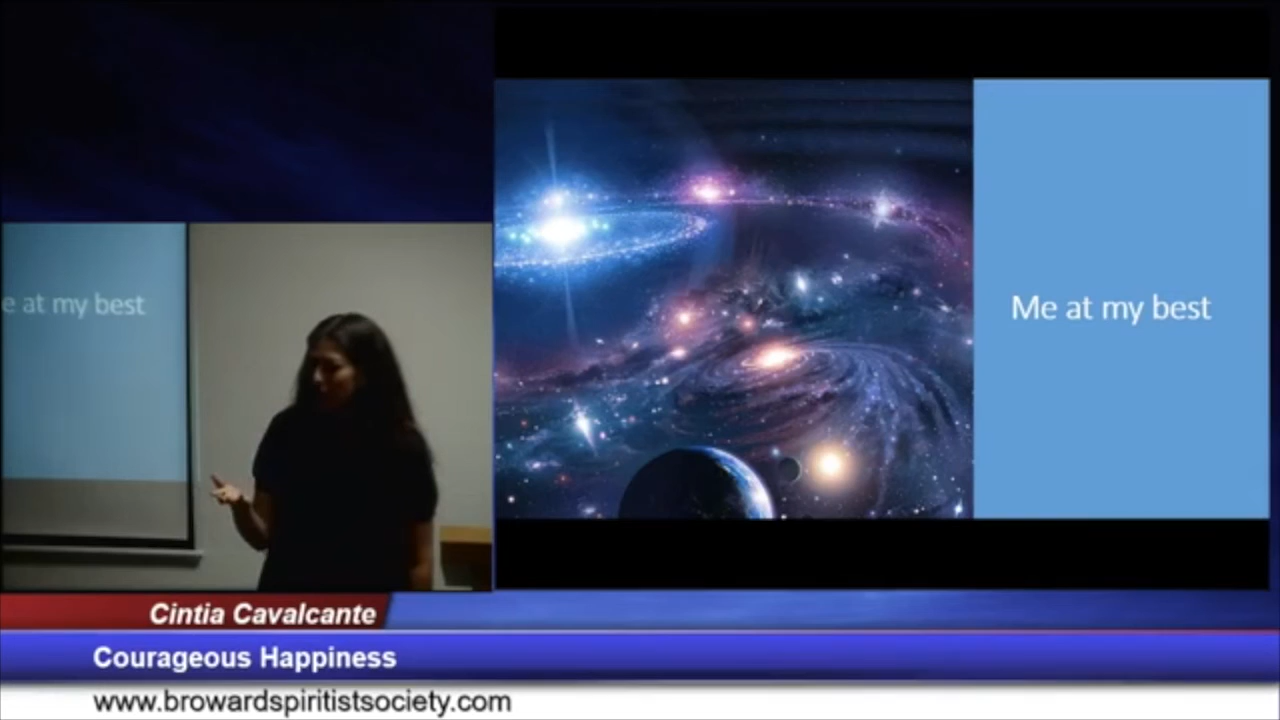 e at my best
Me at my best
Cintia Cavalcante
Courageous Happiness
www.browardspiritistsociety.com